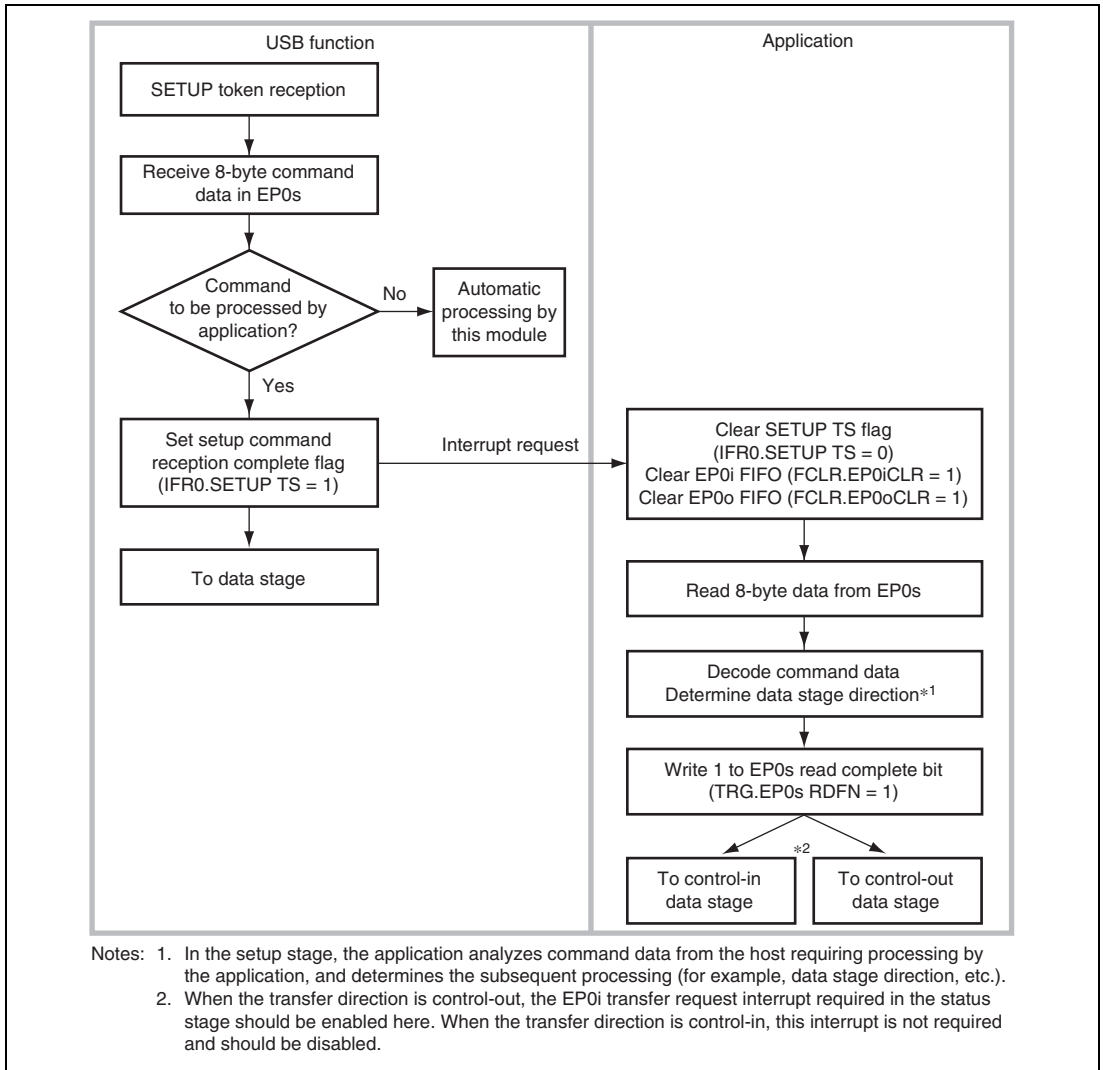 USB function
Application
SETUP token reception
Receive 8-byte command
data in EP0s
Command
to be processed by
application?
No
Automatic
processing by
this module
Yes
Set setup command
reception complete flag
(IFR0.SETUP TS = 1)
Interrupt request
To data stage
Clear SETUP TS flag
(IFR0.SETUP TS = 0)
Clear EP0i FIFO (FCLR.EP0iCLR = 1)
Clear EP0o FIFO (FCLR.EP0oCLR = 1)
Read 8-byte data from EP0s
Decode command data
Determine data stage direction*1
Write 1 to EP0s read complete bit
(TRG.EP0s RDFN = 1)
*2
To control-in
data stage
To control-out
data stage
Notes: 1. In the setup stage, the application analyzes command data from the host requiring processing by
the application, and determines the subsequent processing (for example, data stage direction, etc.).
2. When the transfer direction is control-out, the EP0i transfer request interrupt required in the status
stage should be enabled here. When the transfer direction is control-in, this interrupt is not required
and should be disabled.